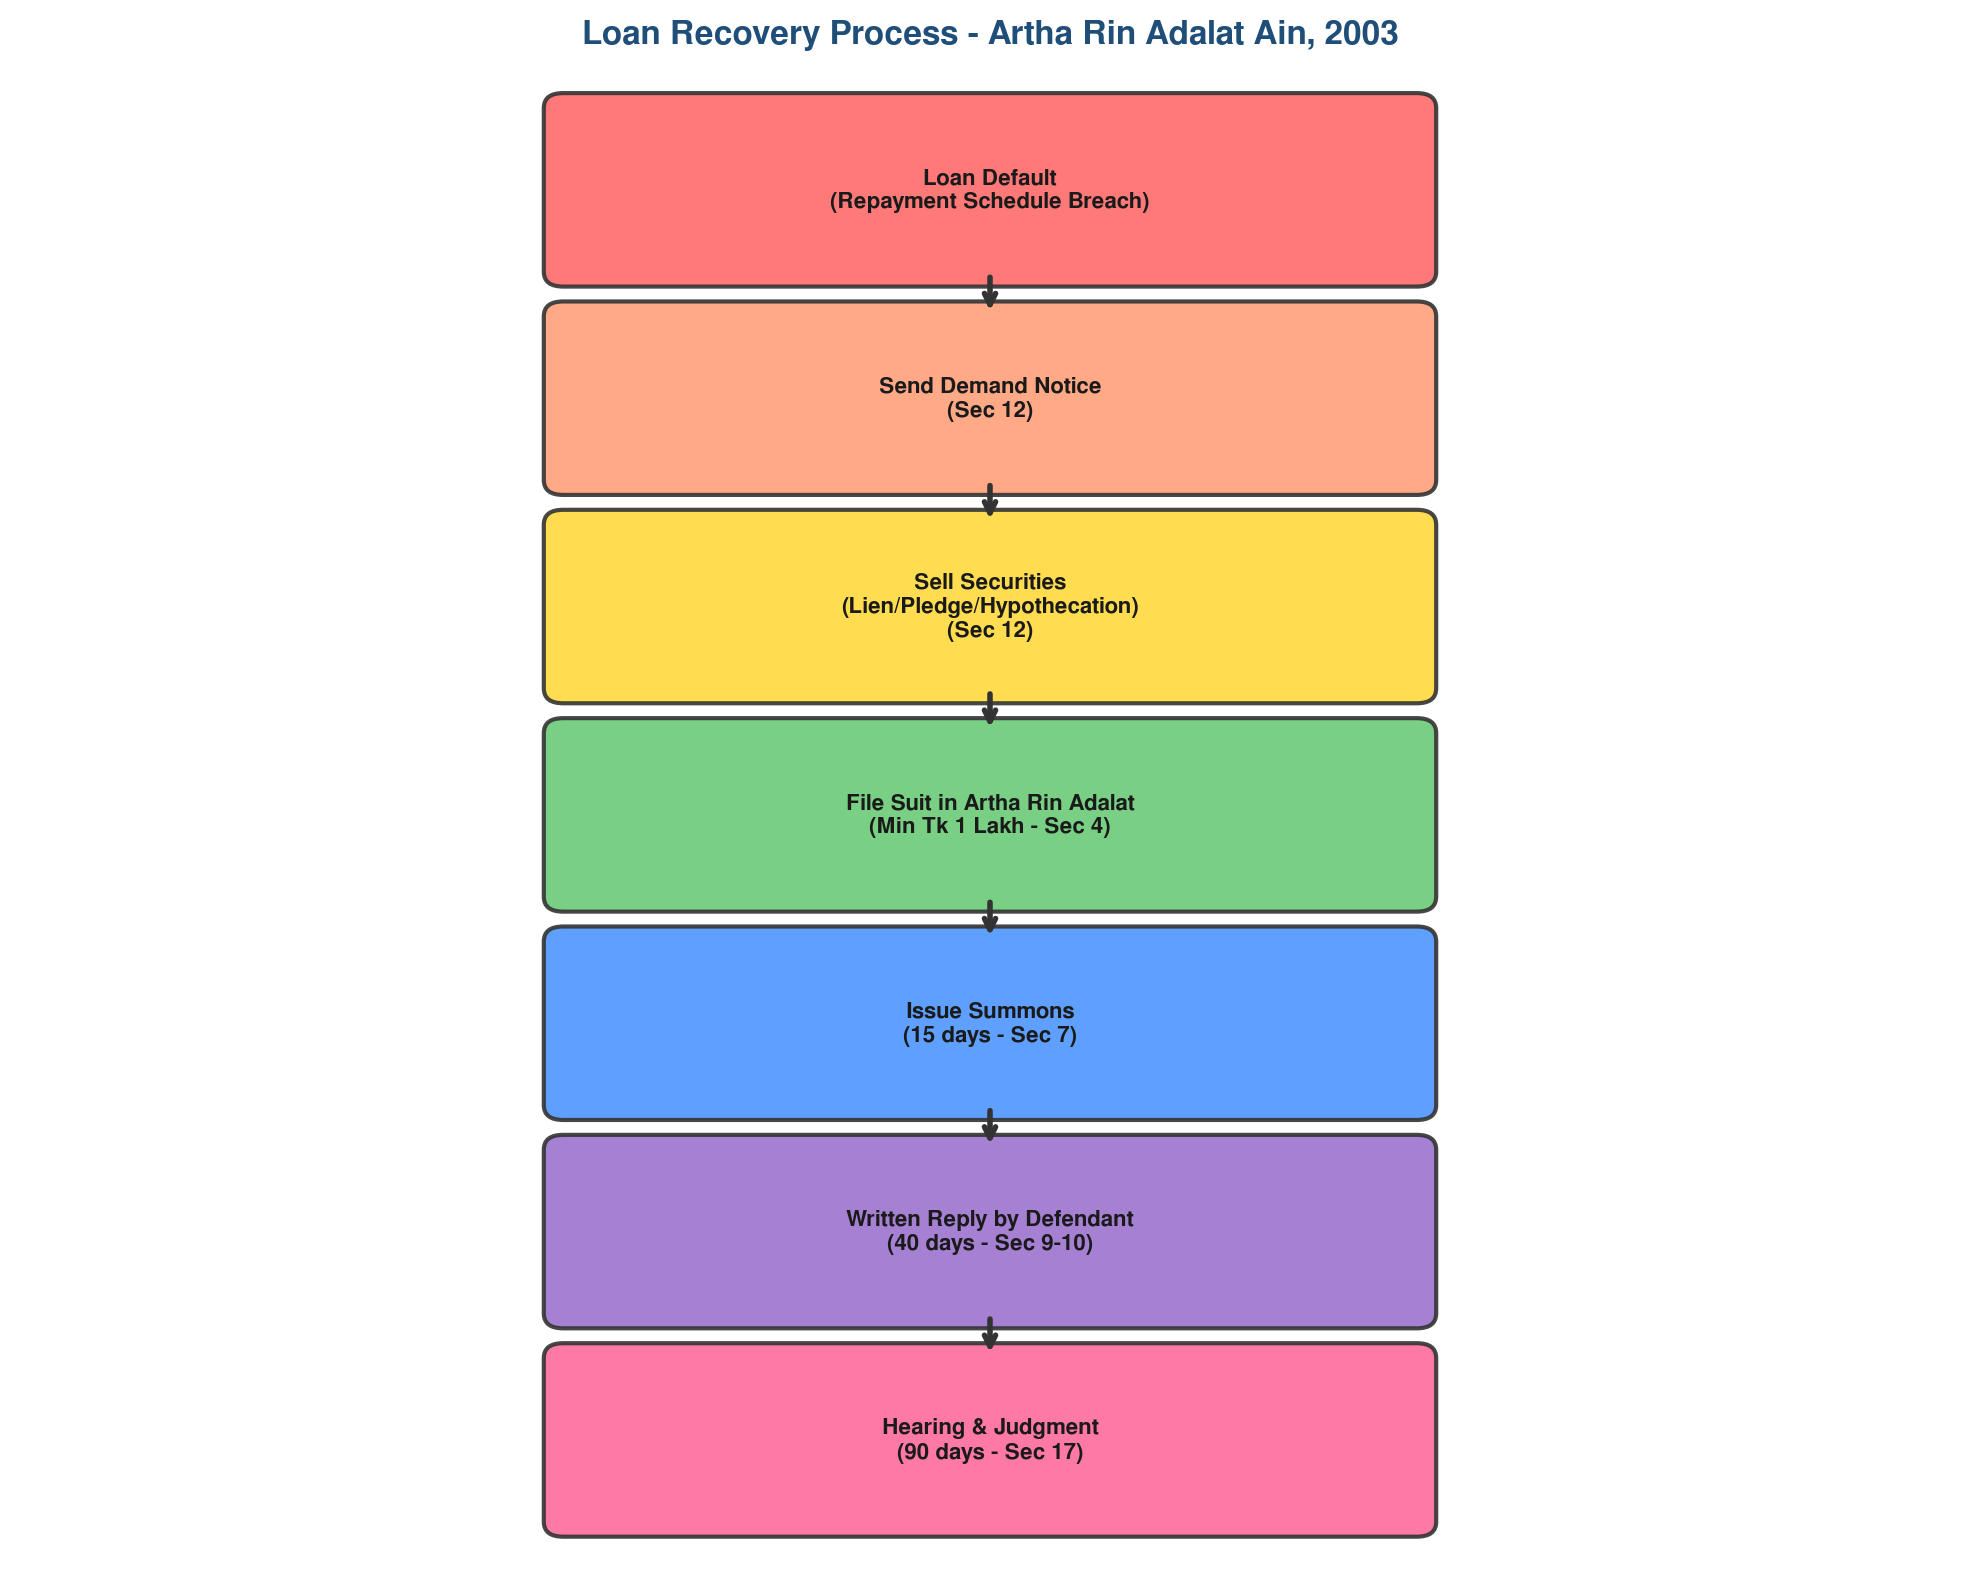 Loan Recovery Process - Artha Rin Adalat Ain, 2003
Loan Default
(Repayment Schedule Breach)
Send Demand Notice
(Sec 12)
Sell Securities
(Lien/Pledge/Hypothecation)
(Sec 12)
File Suit in Artha Rin Adalat
(Min Tk 1 Lakh - Sec 4)
Issue Summons
(15 days - Sec 7)
Written Reply by Defendant
(40 days - Sec 9-10)
Hearing & Judgment
(90 days - Sec 17)